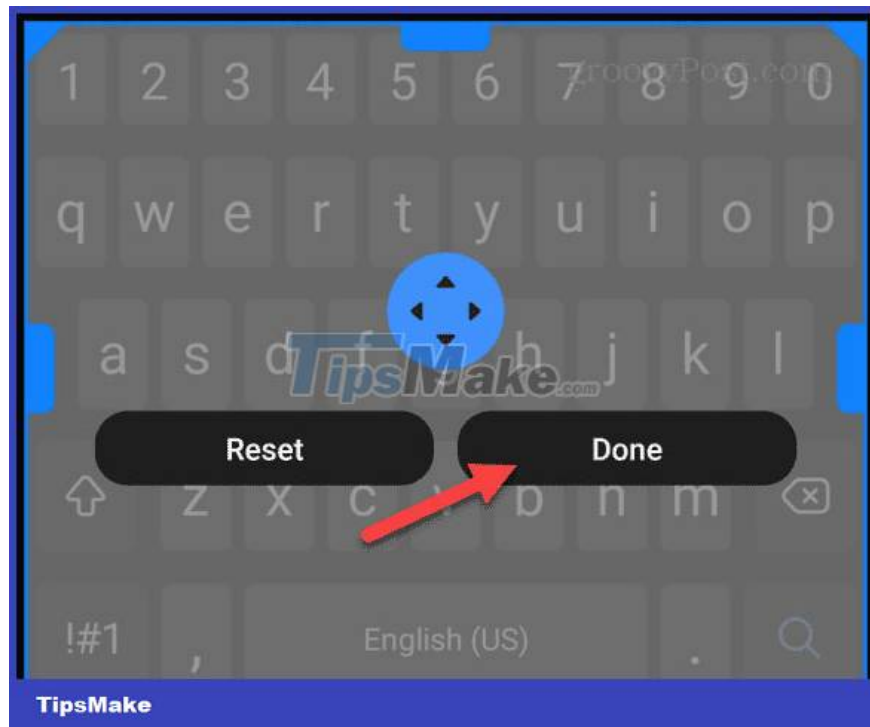 1 2 3 4 5 6 7 8 9 0
groovyPost.com
q w e r t y u i o p
a s d f g h j k l
TipsMake.com
Reset Done
z x c v b n m
!#1 , English (US) .
TipsMake